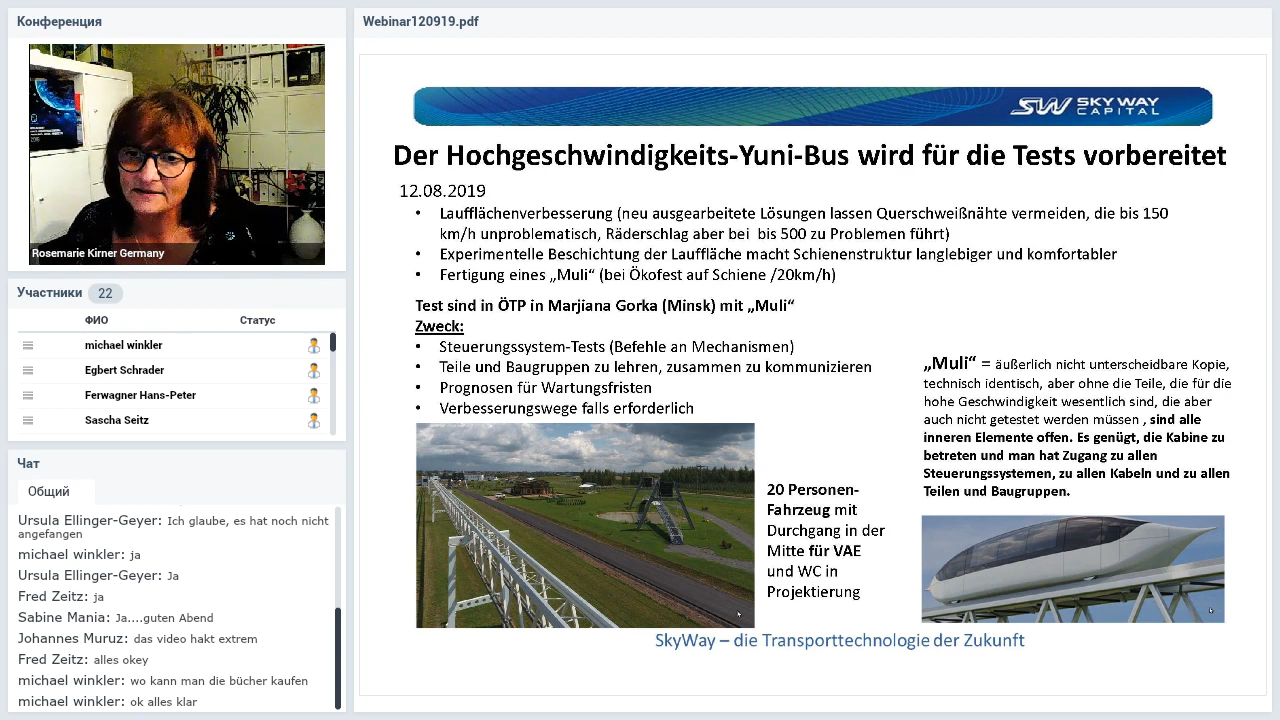 Конференция
Rosemarie Kirner Germany
Участники 22
ФИО Статус
michael winkler
Egbert Schrader
Ferwagner Hans-Peter
Sascha Seitz
Чат
Общий
Ursula Ellinger-Geyer: Ich glaube, es hat noch nicht
angefangen
michael winkler: ja
Ursula Ellinger-Geyer: Ja
Fred Zeitz: ja
Sabine Mania: Ja....guten Abend
Johannes Muruz: das video hakt extrem
Fred Zeitz: alles okey
michael winkler: wo kann man die bücher kaufen
michael winkler: ok alles klar
Webinar120919.pdf
SW SKY WAY
CAPITAL
Der Hochgeschwindigkeits-Yuni-Bus wird für die Tests vorbereitet
12.08.2019
• Laufflächenverbesserung (neu ausgearbeitete Lösungen lassen Querschweißnähte vermeiden, die bis 150
km/h unproblematisch, Räderschlag aber bei bis 500 zu Problemen führt)
• Experimentelle Beschichtung der Lauffläche macht Schienenstruktur langlebiger und komfortabler
• Fertigung eines „Muli“ (bei Ökofest auf Schiene /20km/h)
Test sind in ÖTP in Marjiana Gorka (Minsk) mit „Muli“
Zweck:
• Steuerungssystem-Tests (Befehle an Mechanismen)
• Teile und Baugruppen zu lehren, zusammen zu kommunizieren
• Prognosen für Wartungsfristen
• Verbesserungswege falls erforderlich
„Muli“ = äußerlich nicht unterscheidbare Kopie,
technisch identisch, aber ohne die Teile, die für die
hohe Geschwindigkeit wesentlich sind, die aber
auch nicht getestet werden müssen , sind alle
inneren Elemente offen. Es genügt, die Kabine zu
betreten und man hat Zugang zu allen
Steuerungssystemen, zu allen Kabeln und zu allen
Teilen und Baugruppen.
20 Personen-
Fahrzeug mit
Durchgang in der
Mitte für VAE
und WC in
Projektierung
SkyWay – die Transporttechnologie der Zukunft